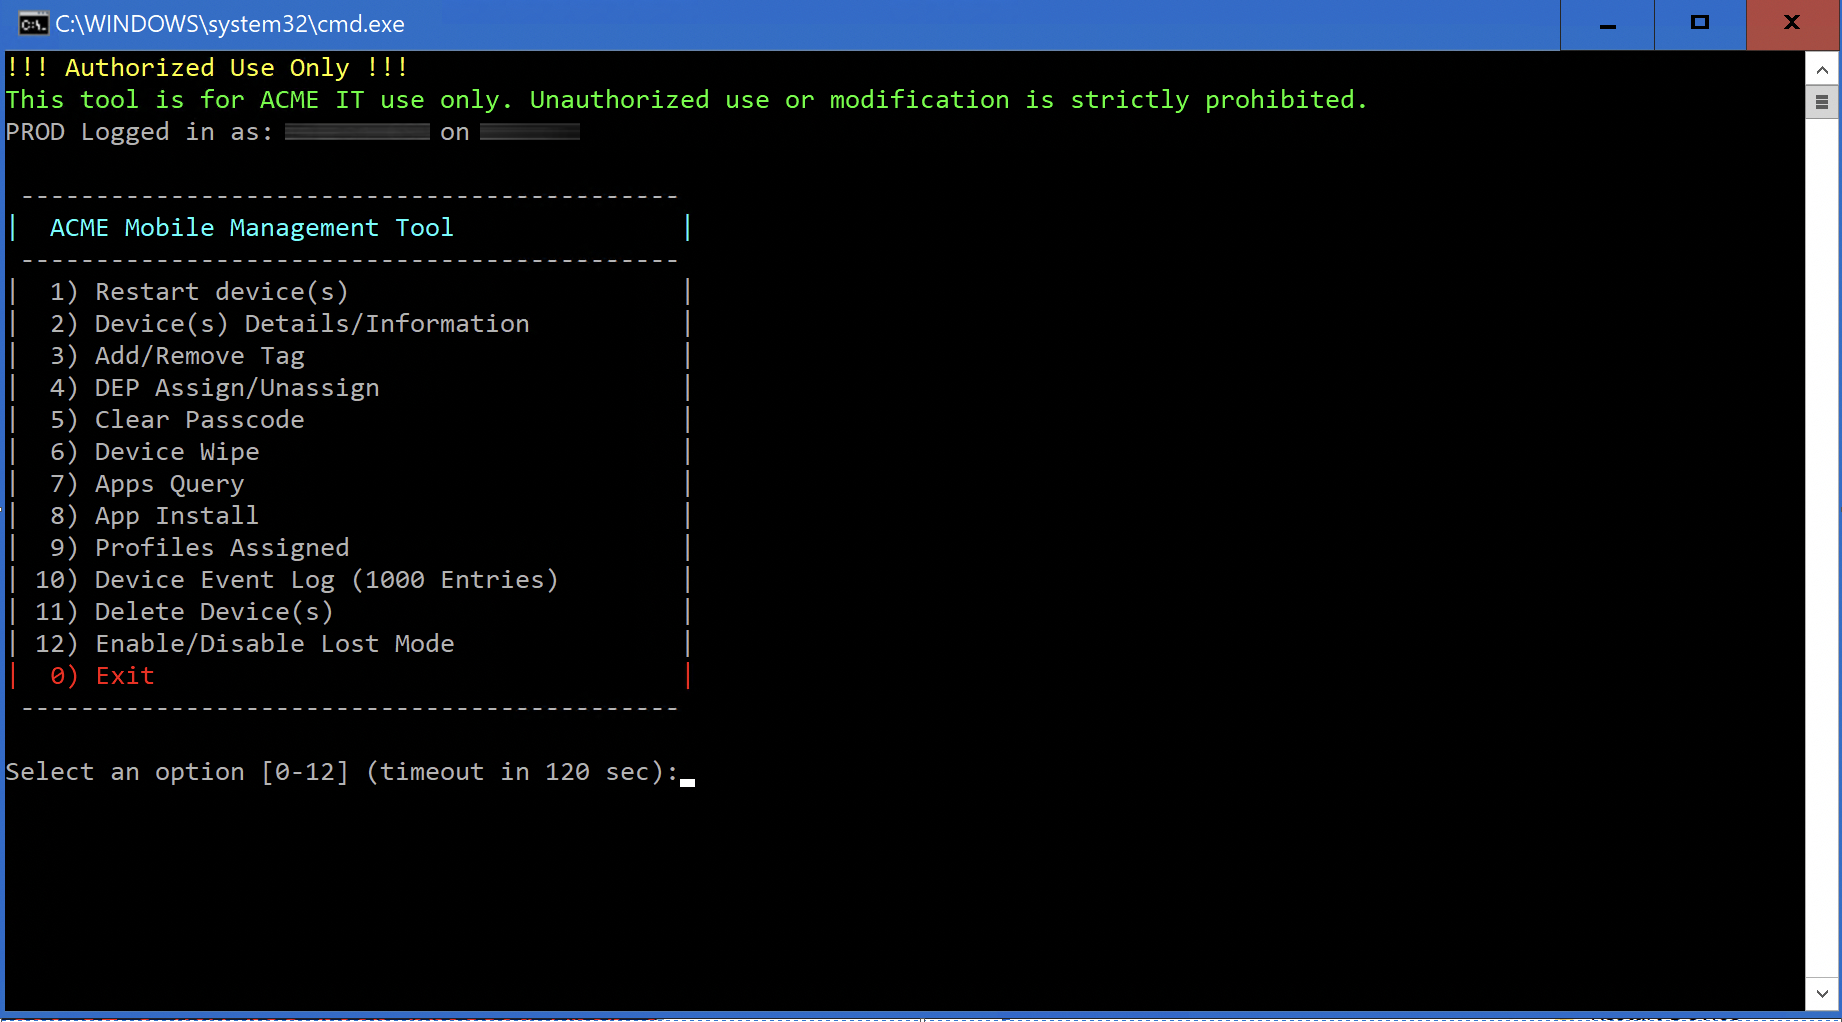 C:\WINDOWS\system32\cmd.exe
!!! Authorized Use Only !!!
This tool is for ACME IT use only. Unauthorized use or modification is strictly prohibited.
PROD Logged in as: on
--------------------------------------------
| ACME Mobile Management Tool |
--------------------------------------------
| 1) Restart device(s) |
| 2) Device(s) Details/Information |
| 3) Add/Remove Tag |
| 4) DEP Assign/Unassign |
| 5) Clear Passcode |
| 6) Device Wipe |
| 7) Apps Query |
| 8) App Install |
| 9) Profiles Assigned |
| 10) Device Event Log (1000 Entries) |
| 11) Delete Device(s) |
| 12) Enable/Disable Lost Mode |
| 0) Exit |
--------------------------------------------
Select an option [0-12] (timeout in 120 sec):